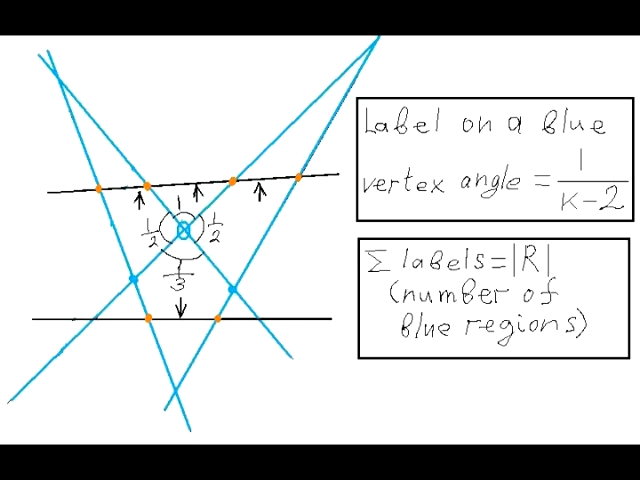 1
1/2
1/2
1/3
Label on a blue
vertex angle = 1/(K-2)
Σ labels = |R|
(number of
blue regions)